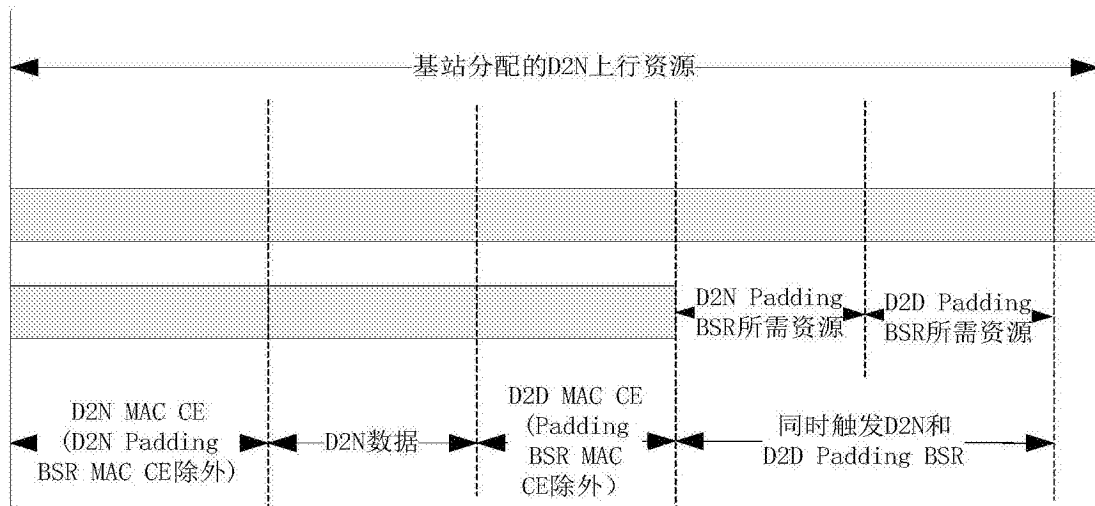 基站分配的D2N上行资源
D2N Padding
BSR所需资源
D2D Padding
BSR所需资源
D2N MAC CE
(D2N Padding
BSR MAC CE除外)
D2N数据
D2D MAC CE
(Padding
BSR MAC
CE除外）
同时触发D2N和
D2D Padding BSR